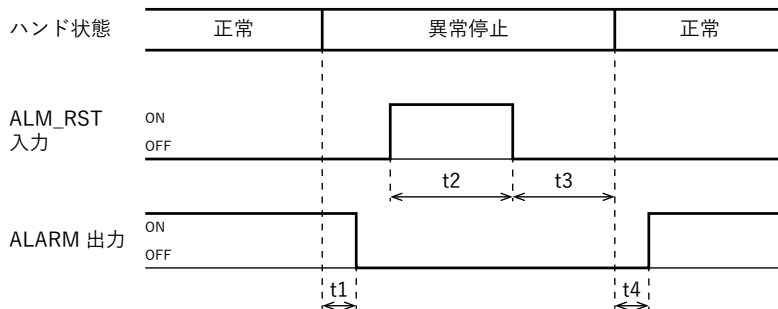 ハンド状態
正常
異常停止
正常
ALM_RST
入力
ON
OFF
t2
t3
ALARM 出力
ON
OFF
t1
t4